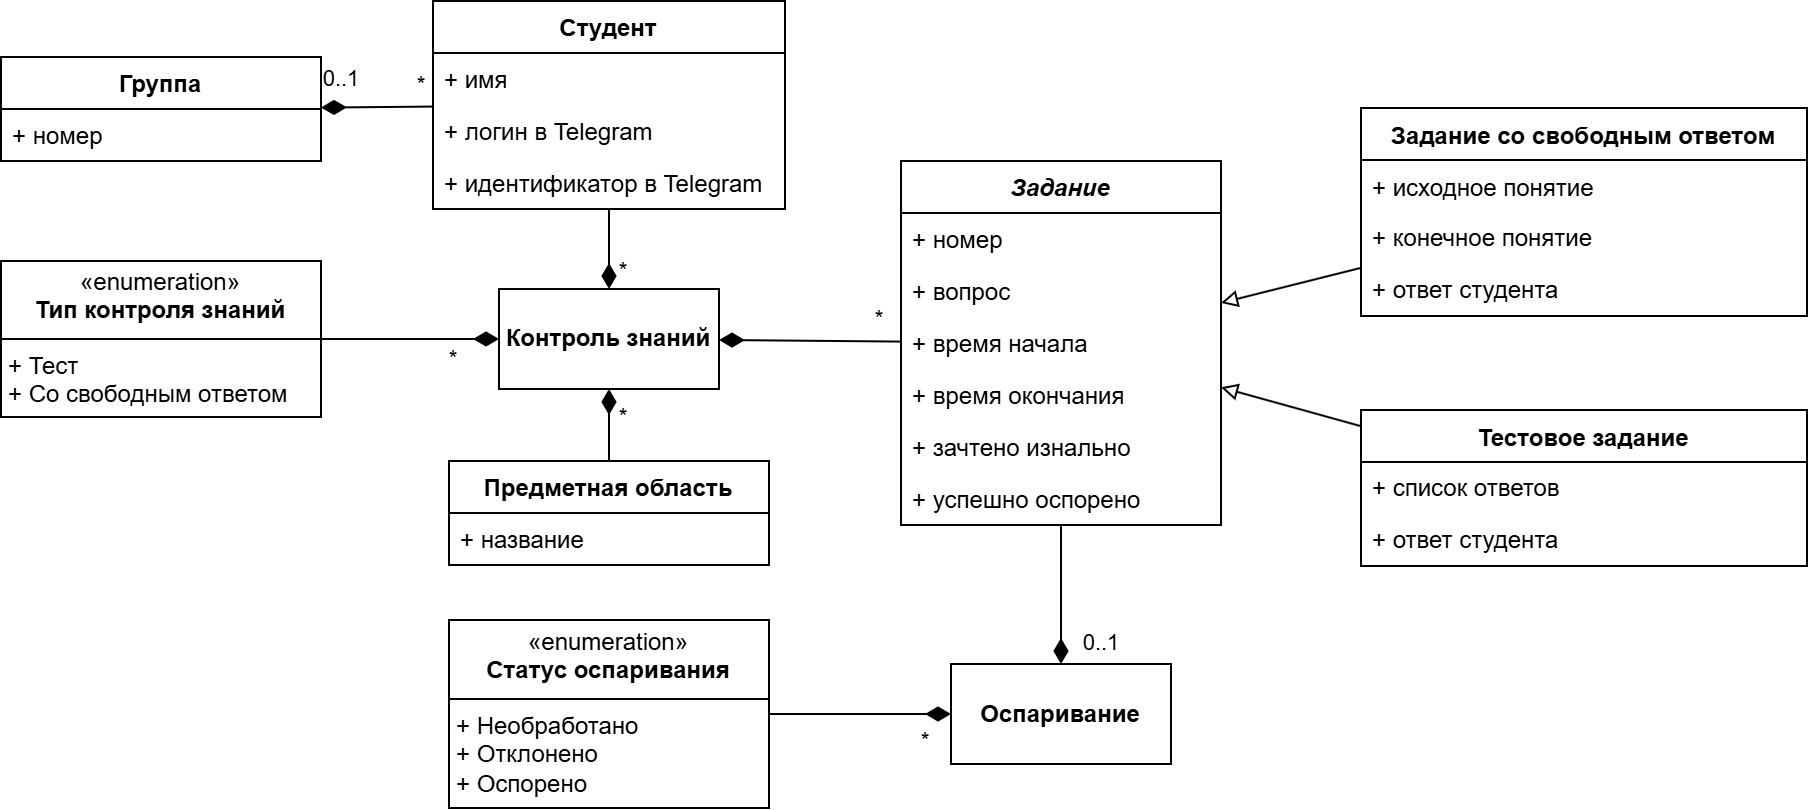 Студент
+ имя
+ логин в Telegram
+ идентификатор в Telegram
Группа
+ номер
0..1
*
Задание со свободным ответом
+ исходное понятие
+ конечное понятие
+ ответ студента
Задание
+ номер
+ вопрос
+ время начала
+ время окончания
+ зачтено изнально
+ успешно оспорено
«enumeration»
Тип контроля знаний
+ Тест
+ Со свободным ответом
*
*
Контроль знаний
*
*
Предметная область
+ название
Тестовое задание
+ список ответов
+ ответ студента
«enumeration»
Статус оспаривания
+ Необработано
+ Отклонено
+ Оспорено
*
0..1
Оспаривание